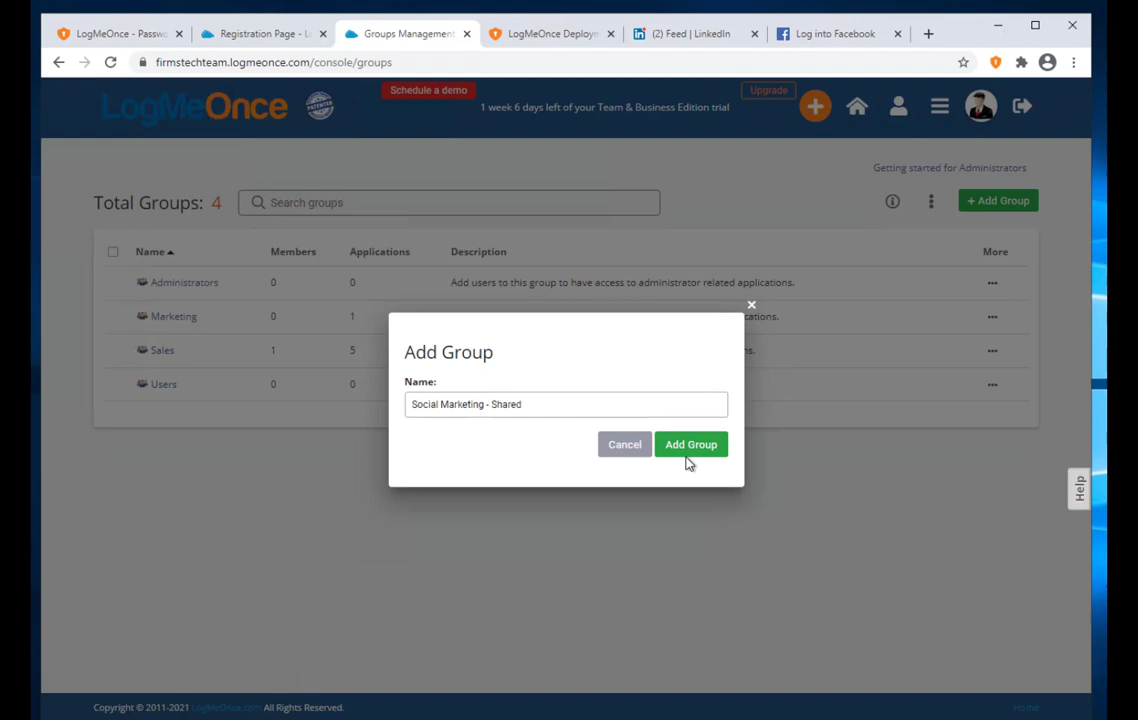 LogMeOnce - Passwo
Registration Page - L
Groups Management
LogMeOnce Deploym
(2) Feed | LinkedIn
Log into Facebook
firmstechteam.logmeonce.com/console/groups
Schedule a demo
Upgrade
LogMeOnce
PATENTED
1 week 6 days left of your Team & Business Edition trial
Getting started for Administrators
Total Groups: 4
Search groups
+ Add Group
Name
Members
Applications
Description
More
Administrators
0
0
Add users to this group to have access to administrator related applications.
Marketing
0
1
cations.
Sales
1
5
ns.
Users
0
0
Add Group
Name:
Social Marketing - Shared
Cancel
Add Group
Help
Copyright © 2011-2021 LogMeOnce.com All Rights Reserved.
Home